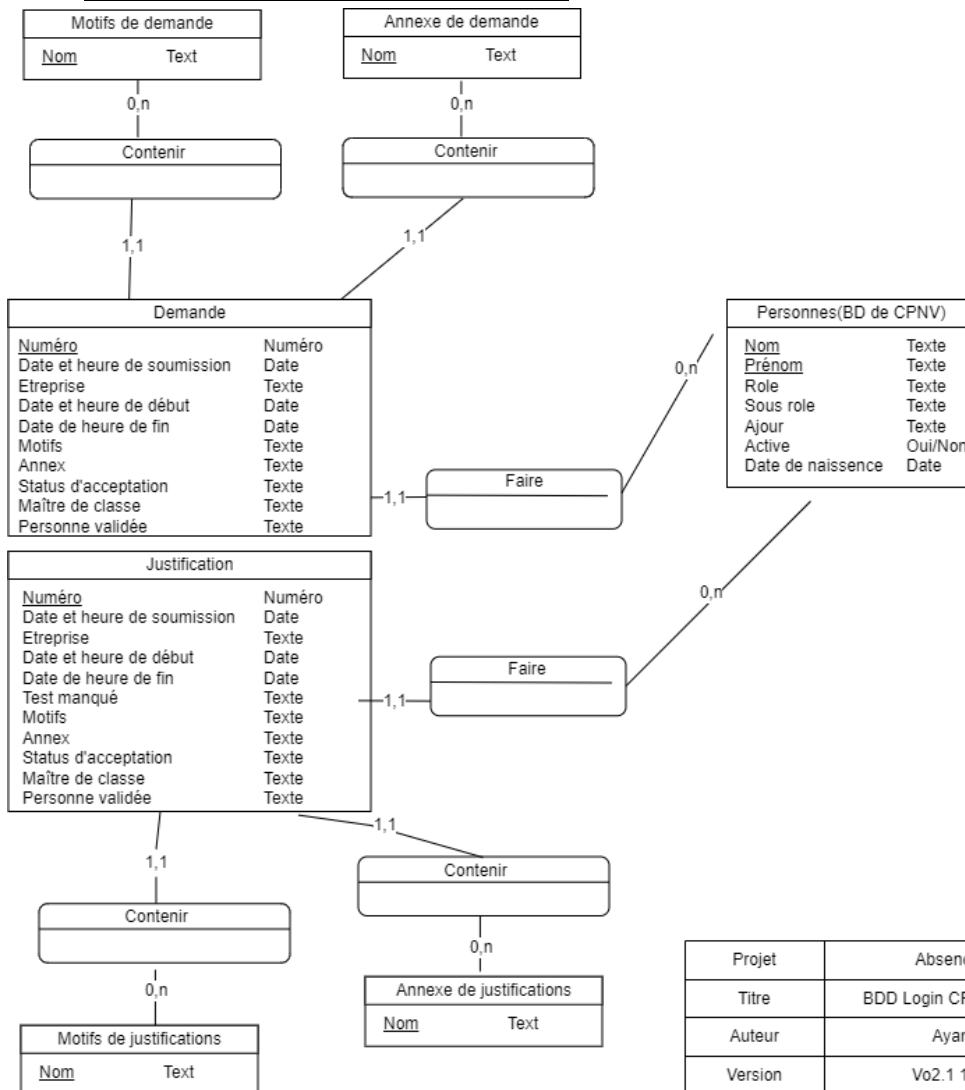 Motifs de demande
Nom Text
Annexe de demande
Nom Text
0,n
0,n
Contenir
Contenir
1,1
1,1
Demande
Numéro Numéro
Date et heure de soumission Date
Etreprise Texte
Date et heure de début Date
Date de heure de fin Date
Motifs Texte
Annex Texte
Status d'acceptation Texte
Maître de classe Texte
Personne validée Texte
Personnes(BD de CPNV)
Nom Texte
Prénom Texte
Role Texte
Sous role Texte
Ajour Texte
Active Oui/Non
Date de naissence Date
0,n
1,1
Faire
Justification
Numéro Numéro
Date et heure de soumission Date
Etreprise Texte
Date et heure de début Date
Date de heure de fin Date
Test manqué Texte
Motifs Texte
Annex Texte
Status d'acceptation Texte
Maître de classe Texte
Personne validée Texte
0,n
1,1
Faire
1,1
1,1
Contenir
Contenir
0,n
0,n
Motifs de justifications
Nom Text
Annexe de justifications
Nom Text
Projet
Titre BDD Login
Auteur
Version Vo2.1